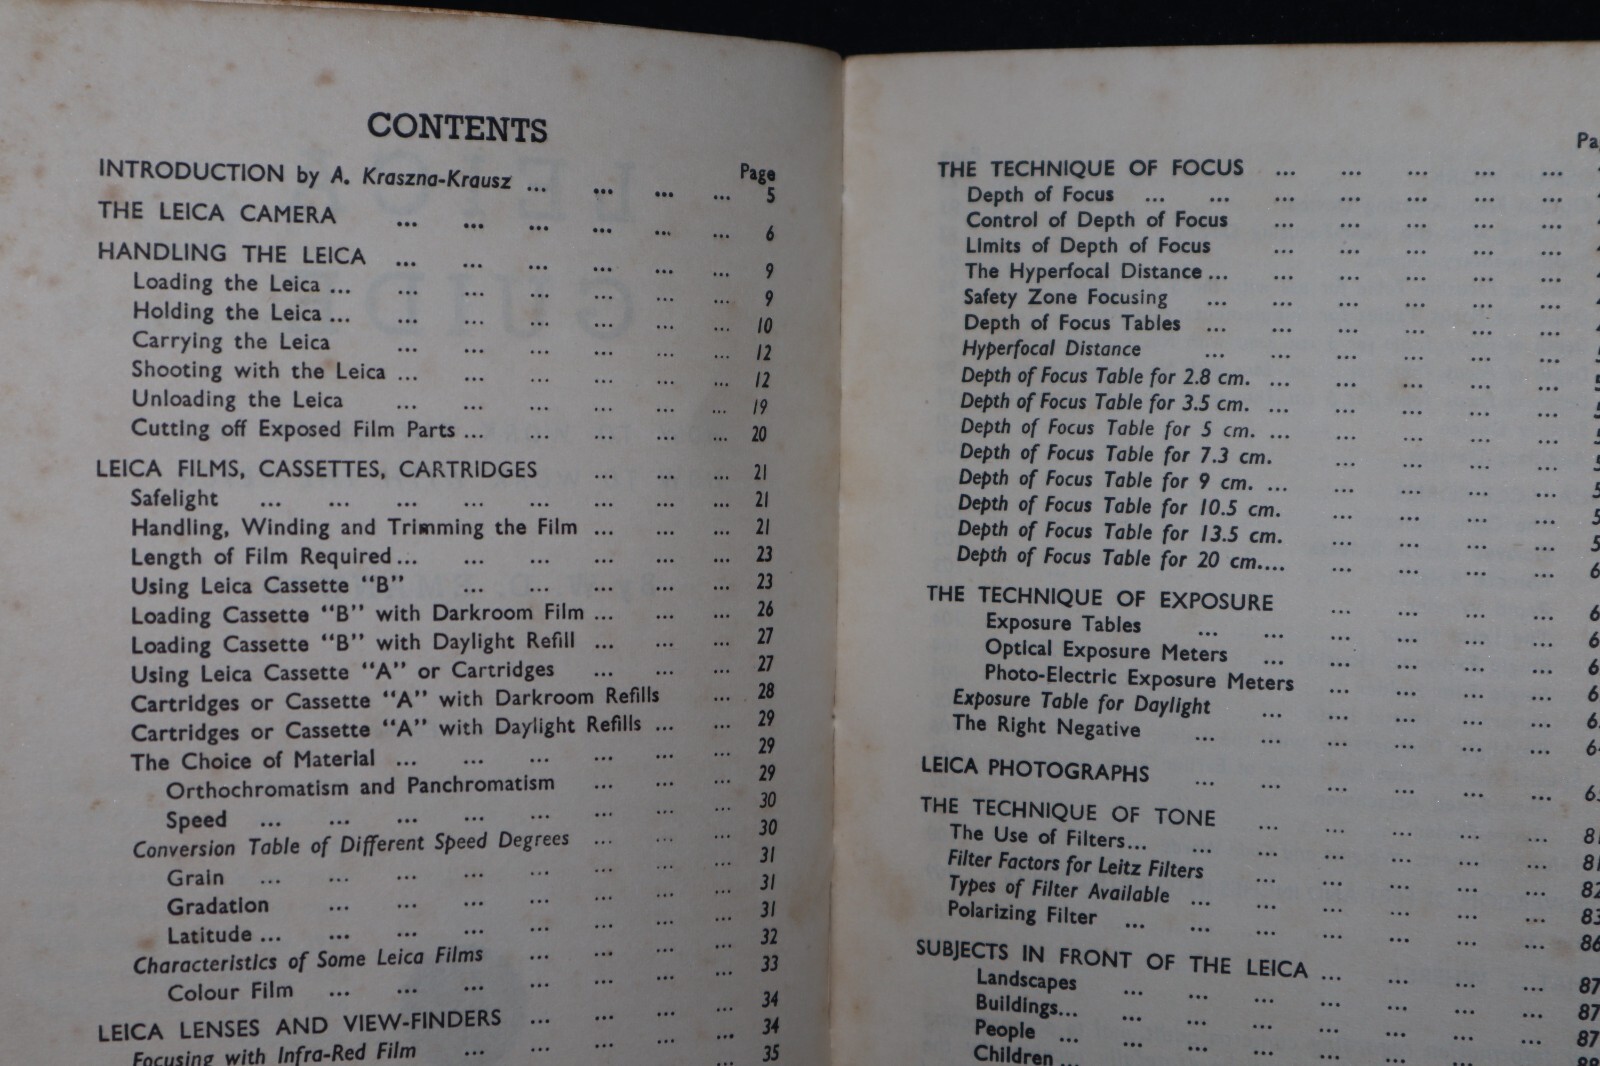 CONTENTS
Page
INTRODUCTION by A. Kraszna-Krausz ... ... ... ... 5
THE LEICA CAMERA ... ... ... ... ... ... 6
HANDLING THE LEICA ... ... ... ... ... ... 9
Loading the Leica ... ... ... ... ... ... ... 9
Holding the Leica ... ... ... ... ... ... ... 10
Carrying the Leica ... ... ... ... ... ... 12
Shooting with the Leica ... ... ... ... ... ... 12
Unloading the Leica ... ... ... ... ... ... 19
Cutting off Exposed Film Parts ... ... ... ... ... 20
LEICA FILMS, CASSETTES, CARTRIDGES ... ... ... 21
Safelight ... ... ... ... ... ... ... ... 21
Handling, Winding and Trimming the Film ... ... ... 21
Length of Film Required ... ... ... ... ... ... 23
Using Leica Cassette "B" ... ... ... ... ... 23
Loading Cassette "B" with Darkroom Film ... ... ... 26
Loading Cassette "B" with Daylight Refill ... ... ... 27
Using Leica Cassette "A" or Cartridges ... ... ... 27
Cartridges or Cassette "A" with Darkroom Refills ... 28
Cartridges or Cassette "A" with Daylight Refills ... ... 29
The Choice of Material ... ... ... ... ... ... 29
Orthochromatism and Panchromatism ... ... ... 29
Speed ... ... ... ... ... ... ... ... 30
Conversion Table of Different Speed Degrees ... ... ... 30
Grain ... ... ... ... ... ... ... ... 31
Gradation ... ... ... ... ... ... ... 31
Latitude ... ... ... ... ... ... ... ... 31
Characteristics of Some Leica Films ... ... ... ... 32
Colour Film ... ... ... ... ... ... ... 33
LEICA LENSES AND VIEW-FINDERS ... ... ... ... 34
Focusing with Infra-Red Film ... ... ... ... ... 34
35
THE TECHNIQUE OF FOCUS ... ... ... ... ...
Depth of Focus ... ... ... ... ... ... ...
Control of Depth of Focus ... ... ... ... ...
Limits of Depth of Focus ... ... ... ... ...
The Hyperfocal Distance ... ... ... ... ... ...
Safety Zone Focusing ... ... ... ... ... ...
Depth of Focus Tables ... ... ... ... ... ...
Hyperfocal Distance ... ... ... ... ... ...
Depth of Focus Table for 2.8 cm. ... ... ... ... ...
Depth of Focus Table for 3.5 cm. ... ... ... ... ...
Depth of Focus Table for 5 cm. ... ... ... ... ...
Depth of Focus Table for 7.3 cm. ... ... ... ...
Depth of Focus Table for 9 cm. ... ... ... ... ...
Depth of Focus Table for 10.5 cm. ... ... ... ...
Depth of Focus Table for 13.5 cm. ... ... ... ...
Depth of Focus Table for 20 cm. ... ... ... ... ...
THE TECHNIQUE OF EXPOSURE ... ... ... ...
Exposure Tables ... ... ... ... ... ...
Optical Exposure Meters ... ... ... ... ...
Photo-Electric Exposure Meters ... ... ... ...
Exposure Table for Daylight ... ... ... ... ...
The Right Negative ... ... ... ... ... ...
LEICA PHOTOGRAPHS ... ... ... ... ... ...
THE TECHNIQUE OF TONE ... ... ... ... ... 81
The Use of Filters ... ... ... ... ... ... ... 81
Filter Factors for Leitz Filters ... ... ... ... ... 82
Types of Filter Available ... ... ... ... ... ... 83
Polarizing Filter ... ... ... ... ... ... ... 86
SUBJECTS IN FRONT OF THE LEICA ... ... ... ... 87
Landscapes ... ... ... ... ... ... ... 87
Buildings ... ... ... ... ... ... ... ... 87
People ... ... ... ... ... ... ...
Children ...